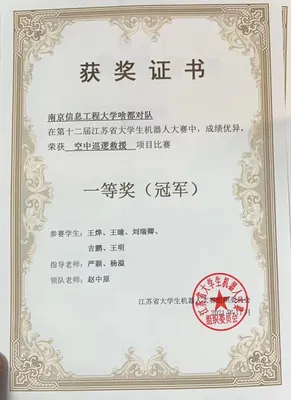 获奖证书
南京信息工程大学啥都对队
在第十二届江苏省大学生机器人大赛中，成绩优异，
荣获 空中巡逻救援 项目比赛
一等奖（冠军）
参赛学生：王烨、王曈、刘瑞卿、
吉鹏、王明
指导老师：严颖、杨溢
领队老师：赵中原
江苏省大学生机器人大赛组织委员会